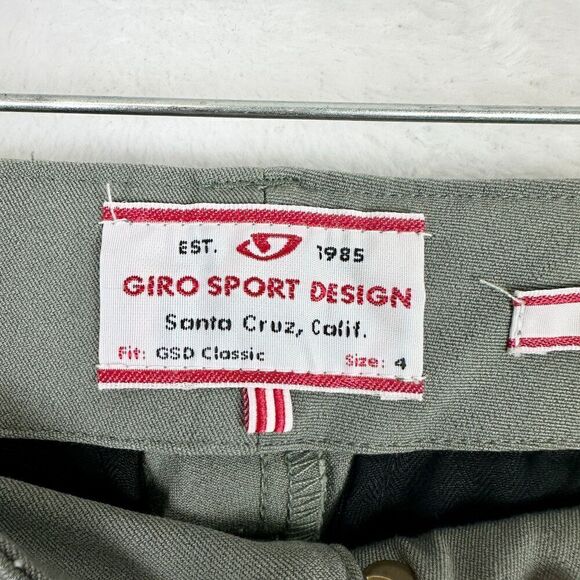 EST. 1985
GIRO SPORT DESIGN
Santa Cruz, Calif.
Fit: GSD Classic Size: 4